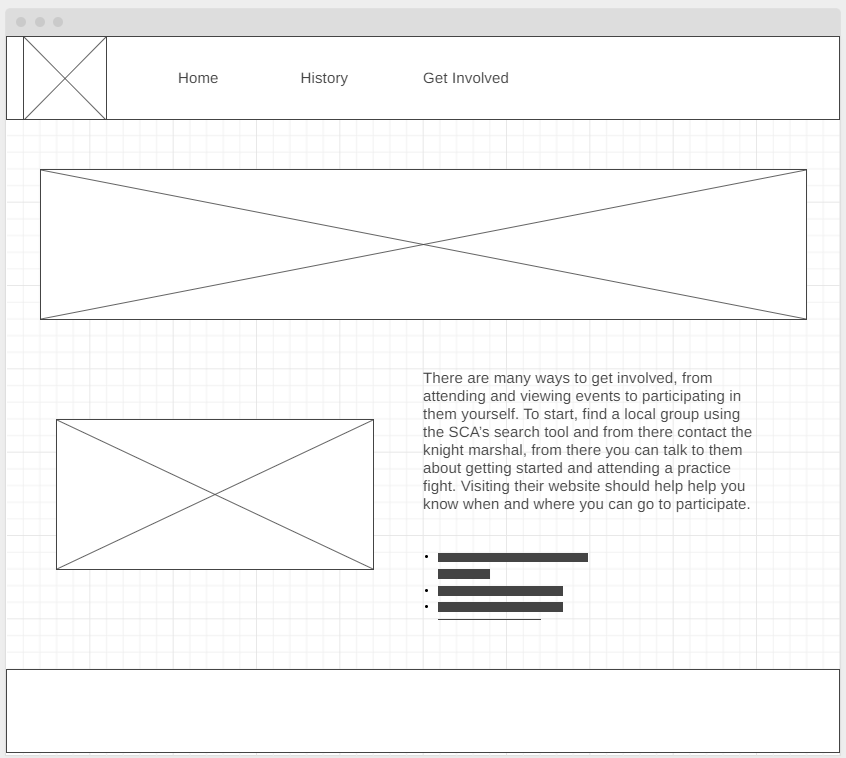 Home
History
Get Involved
There are many ways to get involved, from
attending and viewing events to participating in
them yourself. To start, find a local group using
the SCA's search tool and from there contact the
knight marshal, from there you can talk to them
about getting started and attending a practice
fight. Visiting their website should help help you
know when and where you can go to participate.